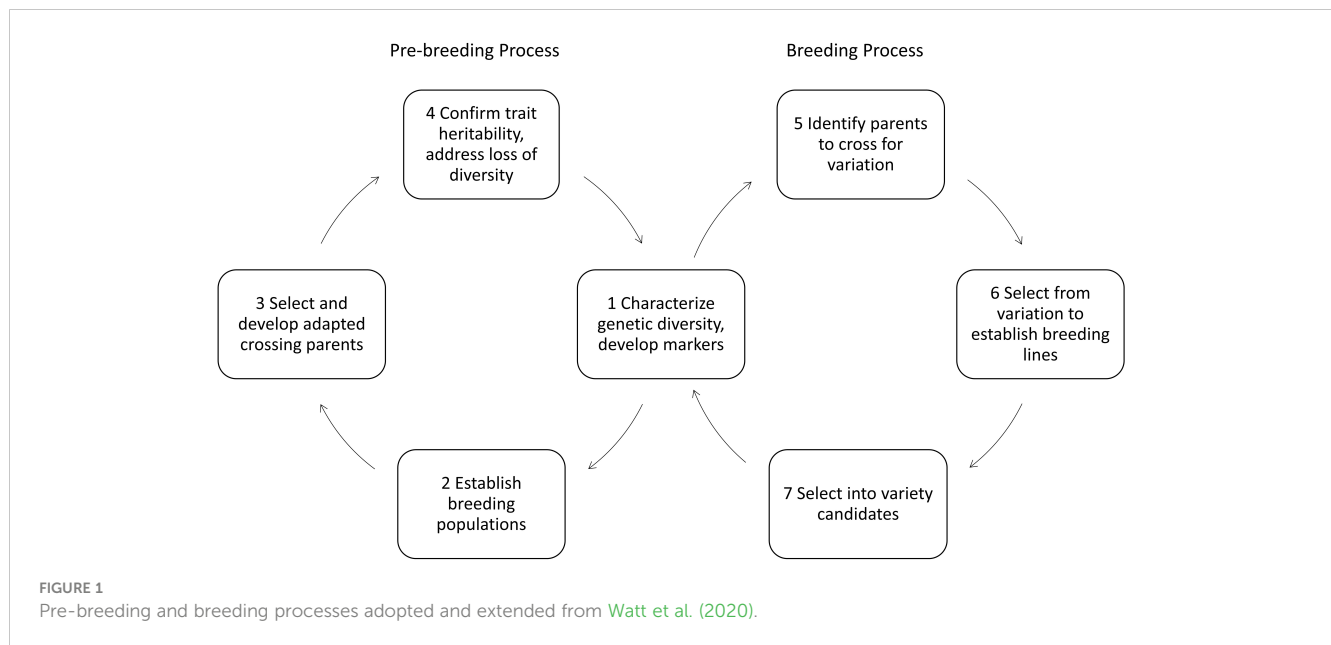 Pre-breeding Process
Breeding Process
4 Confirm trait
heritability,
address loss of
diversity
5 Identify parents
to cross for
variation
3 Select and
develop adapted
crossing parents
1 Characterize
genetic diversity,
develop markers
6 Select from
variation to
establish breeding
lines
2 Establish
breeding
populations
7 Select into variety
candidates
FIGURE 1
Pre-breeding and breeding processes adopted and extended from Watt et al. (2020).